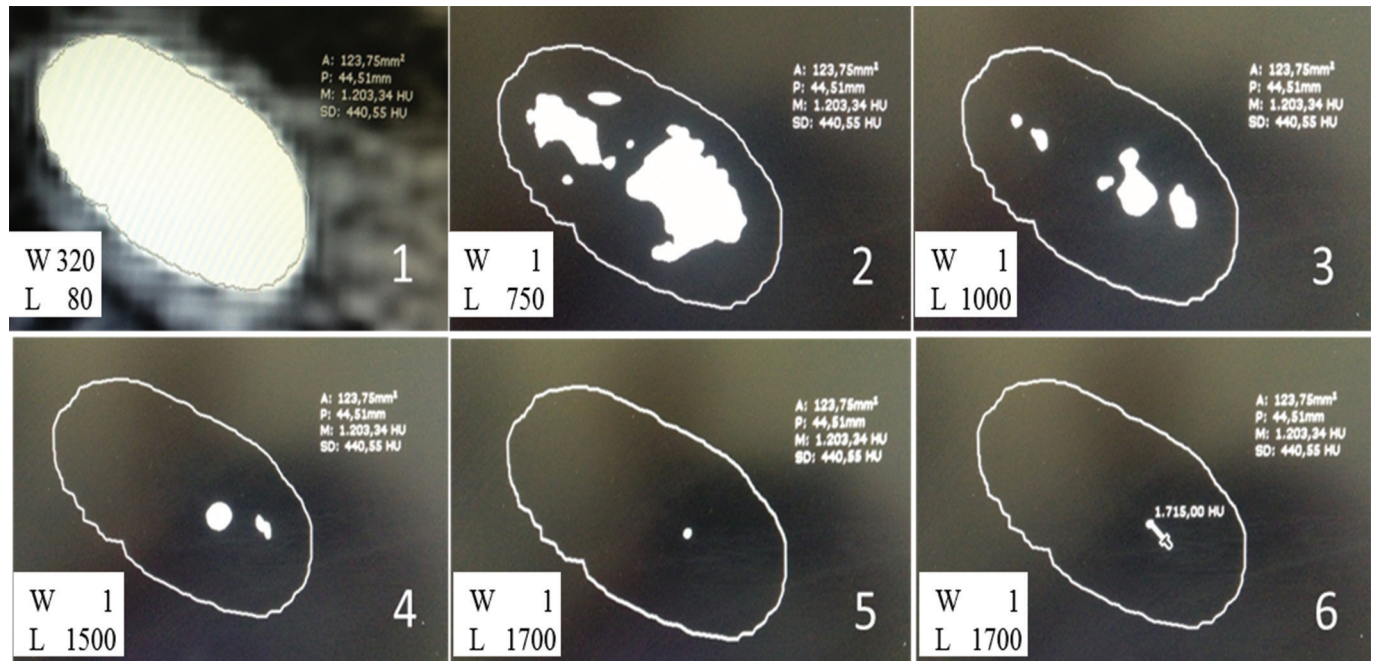 A: 123,75mm²
P: 44,51mm
M: 1.203,34 HU
SD: 440,55 HU
W 320
L 80
1
A: 123,75mm²
P: 44,51mm
M: 1.203,34 HU
SD: 440,55 HU
W 1
L 750
2
A: 123,75mm²
P: 44,51mm
M: 1.203,34 HU
SD: 440,55 HU
W 1
L 1000
3
A: 123,75mm²
P: 44,51mm
M: 1.203,34 HU
SD: 440,55 HU
W 1
L 1500
4
A: 123,75mm²
P: 44,51mm
M: 1.203,34 HU
SD: 440,55 HU
W 1
L 1700
5
A: 123,75mm²
P: 44,51mm
M: 1.203,34 HU
SD: 440,55 HU
1.715,00 HU
W 1
L 1700
6